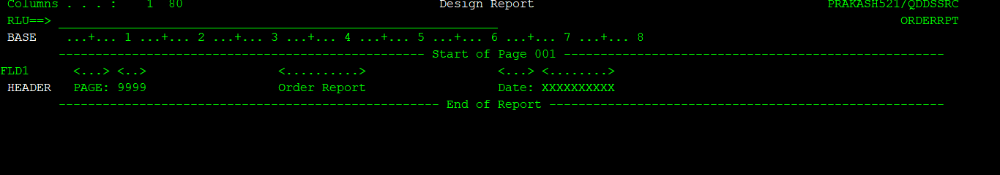 Columns . . . :    1  80                                   Design Report                                        PRAKASH521/QDDSSRC
RLU==> ____________________________________________________________                                                       ORDERRPT
BASE    ...+... 1 ...+... 2 ...+... 3 ...+... 4 ...+... 5 ...+... 6 ...+... 7 ...+... 8
-------------------------------------------------- Start of Page 001 ----------------------------------------------------
FLD1      <...> <..>                  <..........>                  <...> <........>
HEADER   PAGE: 9999                  Order Report                  Date: XXXXXXXXXX
---------------------------------------------------- End of Report ------------------------------------------------------